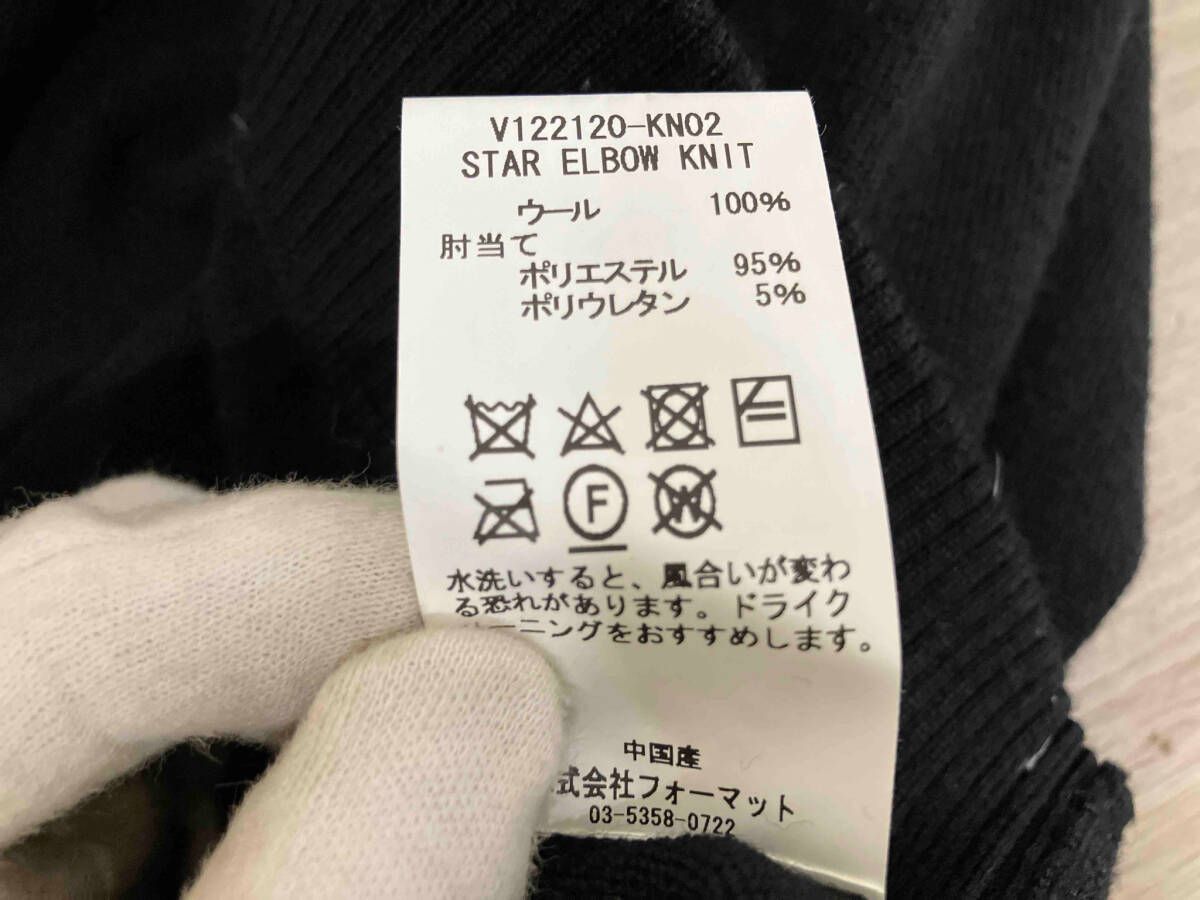 V122120-KN02
STAR ELBOW KNIT
ウール 100%
肘当て
ポリエステル 95%
ポリウレタン 5%
F
W
水洗いすると、風合いが変わ
る恐れがあります。ドライク
ーニングをおすすめします。
中国産
式会社フォーマット
03-5358-0722